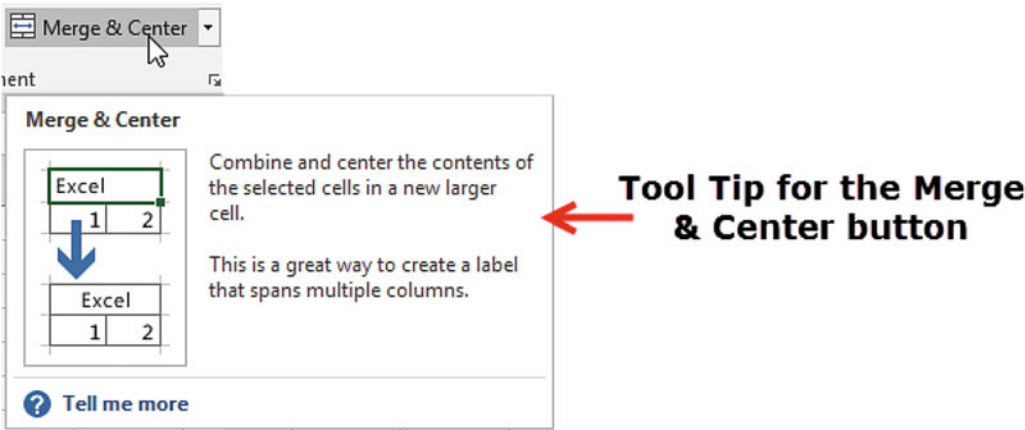 Merge & Center
ment
Merge & Center
Excel
1 2
Excel
1 2
Combine and center the contents of
the selected cells in a new larger
cell.
This is a great way to create a label
that spans multiple columns.
? Tell me more
Tool Tip for the Merge
& Center button